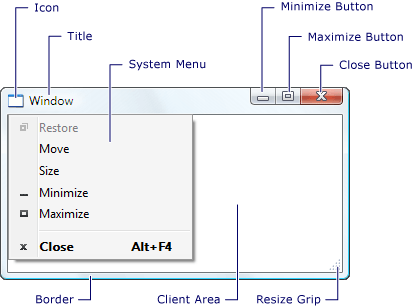 Icon
Minimize Button
Title
Maximize Button
System Menu
Close Button
Window
Restore
Move
Size
Minimize
Maximize
Close Alt+F4
Border
Client Area
Resize Grip